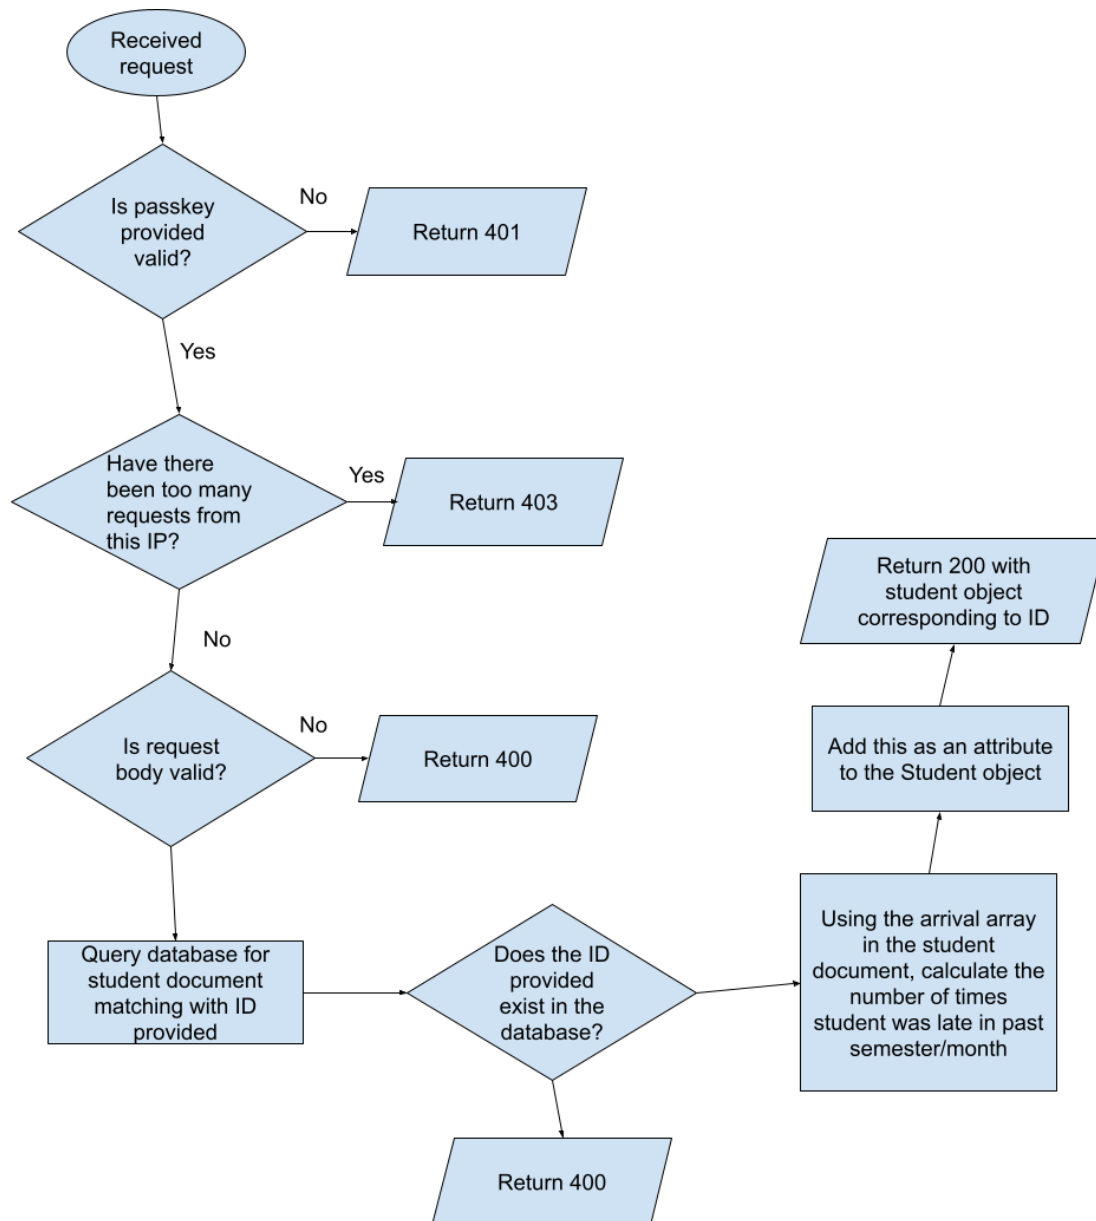 Received
request
Is passkey
provided
valid?
No
Return 401
Yes
Have there
been too many
requests from
this IP?
Yes
Return 403
No
Is request
body valid?
No
Return 400
Query database for
student document
matching with ID
provided
Does the ID
provided
exist in the
database?
Return 400
Using the arrival array
in the student
document, calculate the
number of times
student was late in past
semester/month
Add this as an attribute
to the Student object
Return 200 with
student object
corresponding to ID